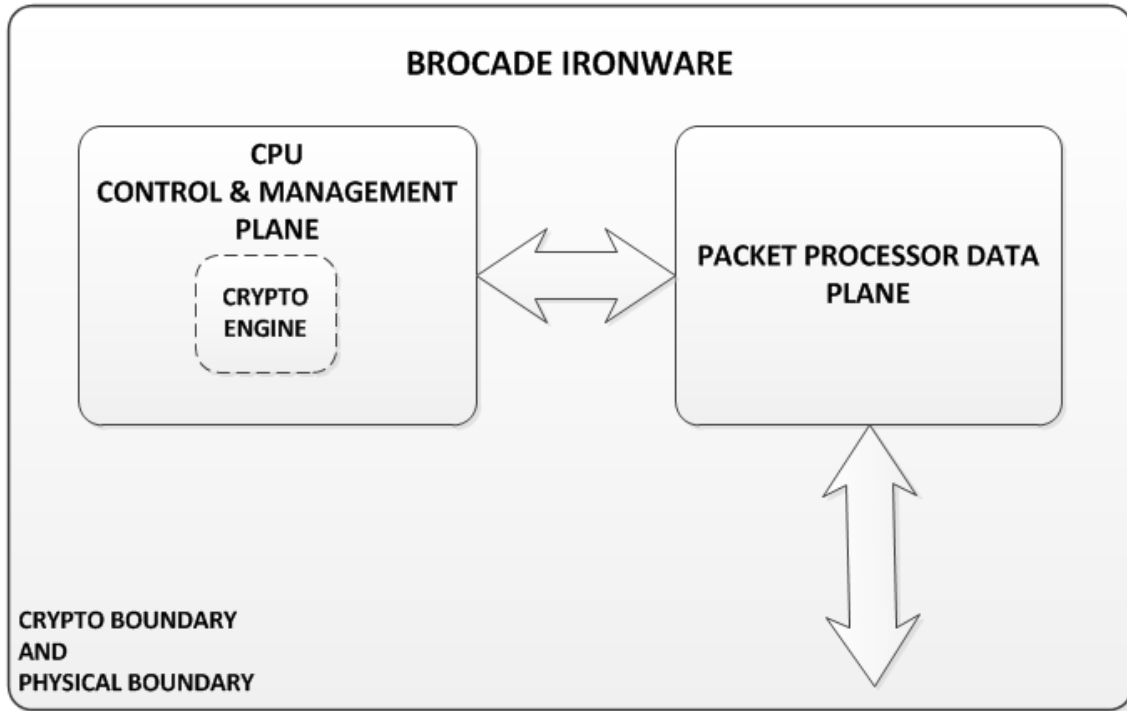 BROCADE IRONWARE
CPU
CONTROL & MANAGEMENT
PLANE
CRYPTO
ENGINE
PACKET PROCESSOR DATA
PLANE
CRYPTO BOUNDARY
AND
PHYSICAL BOUNDARY